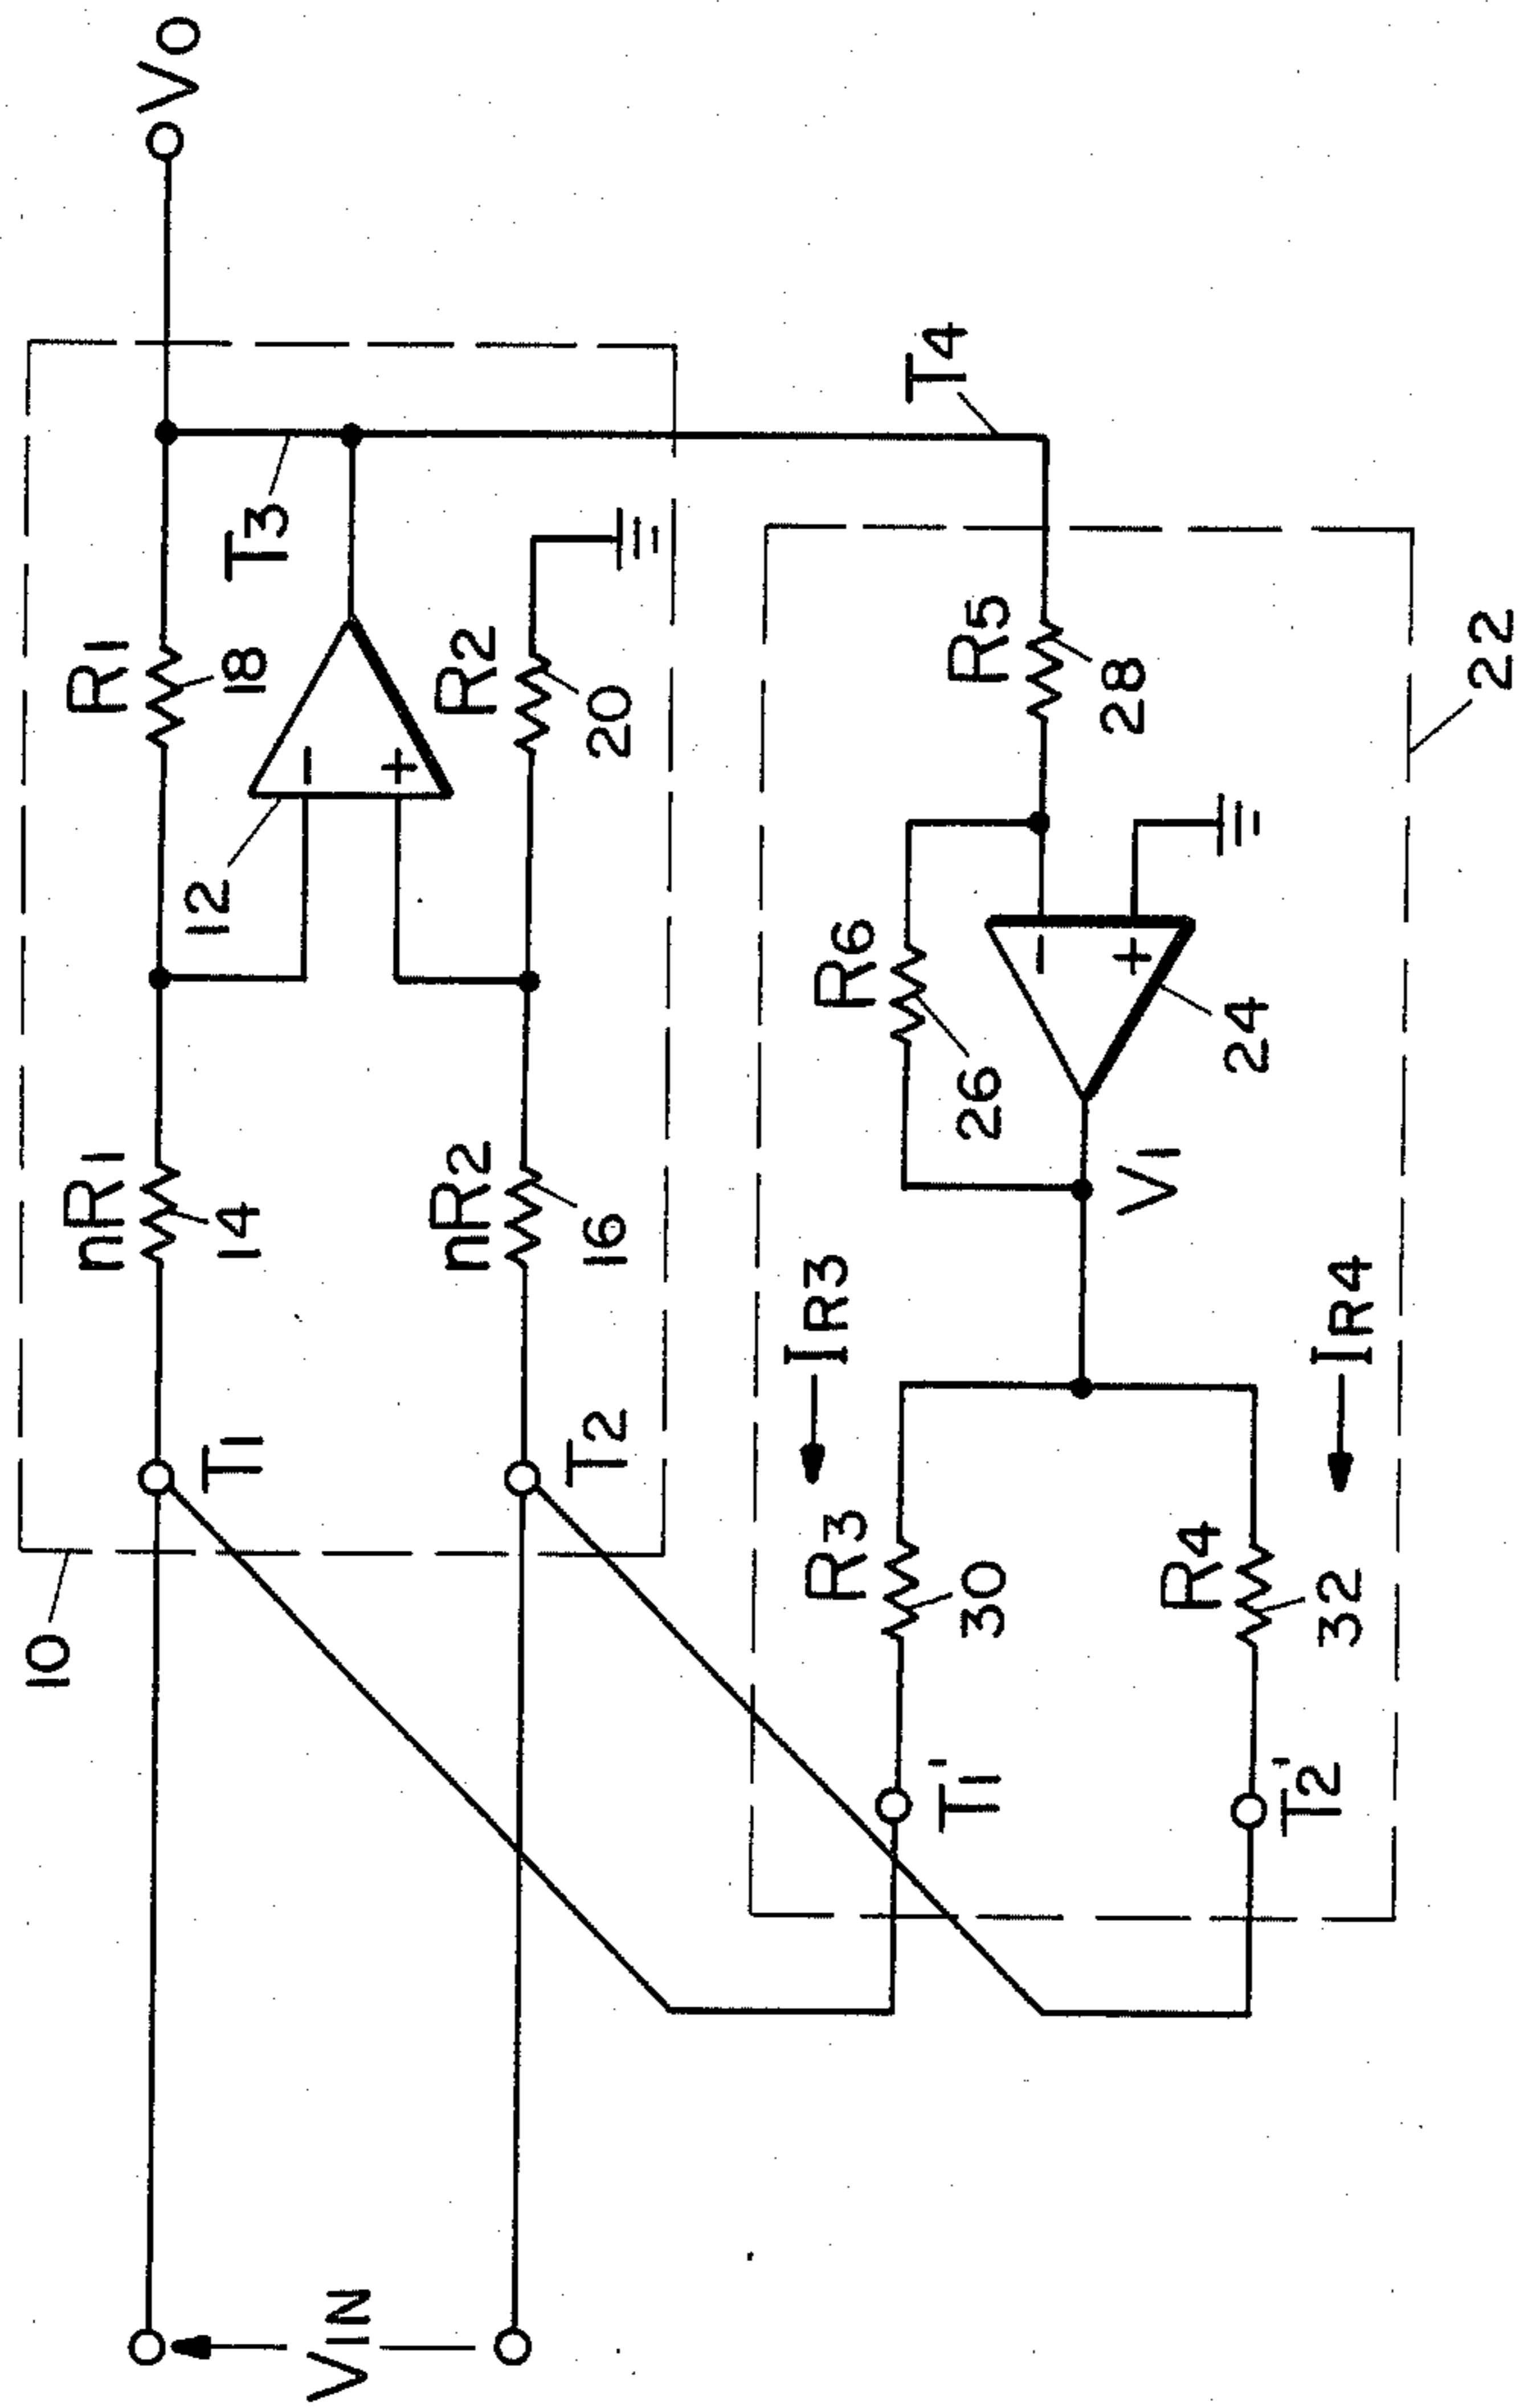 10
nR1
14
T1
R1
18
T3
VO
12
nR2
16
T2
R2
20
VIN
T4
R6
26
R5
28
IR3
R3
30
T1'
V1
24
IR4
R4
32
T2'
22
−
+
−
+